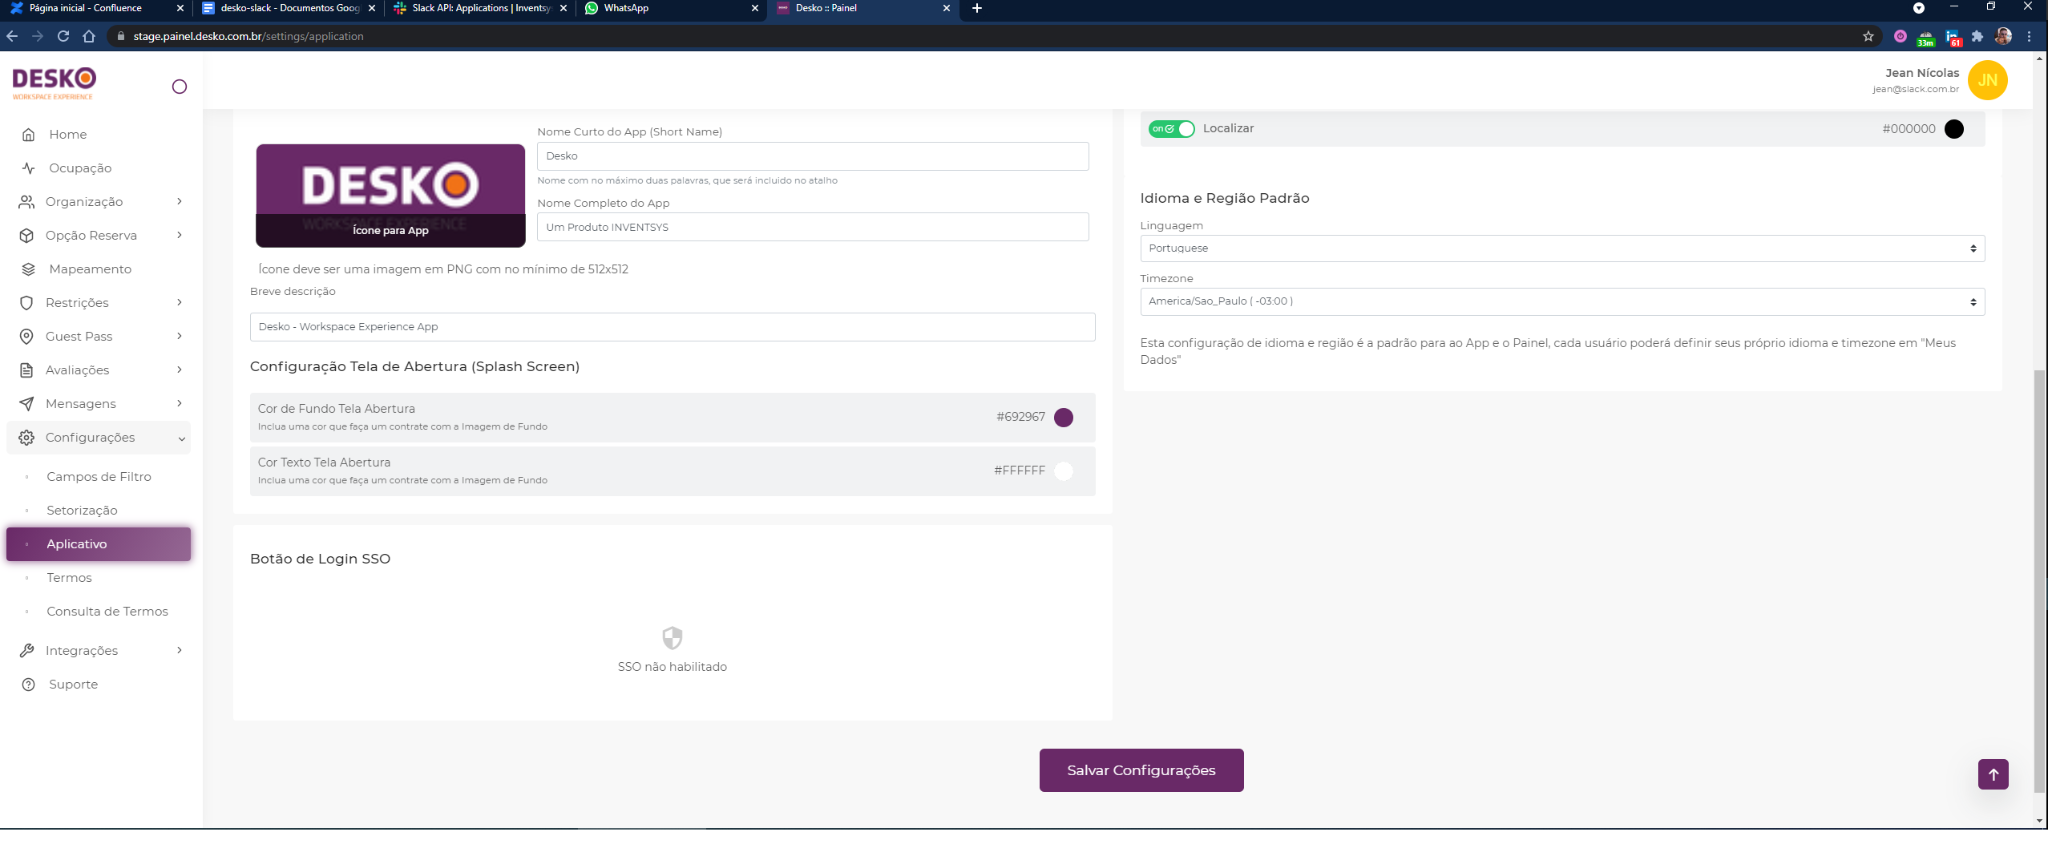 Página inicial - Confluence
desko-slack - Documentos Goog
Slack API: Applications | Inventsy
WhatsApp
Desko :: Painel
stage.painel.desko.com.br/settings/application
33m
61
DESKO
WORKSPACE EXPERIENCE
Jean Nícolas
jean@slack.com.br
JN
Home
Ocupação
Organização
Opção Reserva
Mapeamento
Restrições
Guest Pass
Avaliações
Mensagens
Configurações
Campos de Filtro
Setorização
Aplicativo
Termos
Consulta de Termos
Integrações
Suporte
DESKO
WORKSPACE EXPERIENCE
Ícone para App
Nome Curto do App (Short Name)
Desko
Nome com no máximo duas palavras, que será incluido no atalho
Nome Completo do App
Um Produto INVENTSYS
Ícone deve ser uma imagem em PNG com no mínimo de 512x512
Breve descrição
Desko - Workspace Experience App
Configuração Tela de Abertura (Splash Screen)
Cor de Fundo Tela Abertura
Inclua uma cor que faça um contrate com a Imagem de Fundo
#692967
Cor Texto Tela Abertura
Inclua uma cor que faça um contrate com a Imagem de Fundo
#FFFFFF
Botão de Login SSO
SSO não habilitado
on
Localizar
#000000
Idioma e Região Padrão
Linguagem
Portuguese
Timezone
America/Sao_Paulo ( -03:00 )
Esta configuração de idioma e região é a padrão para ao App e o Painel, cada usuário poderá definir seus próprio idioma e timezone em "Meus
Dados"
Salvar Configurações